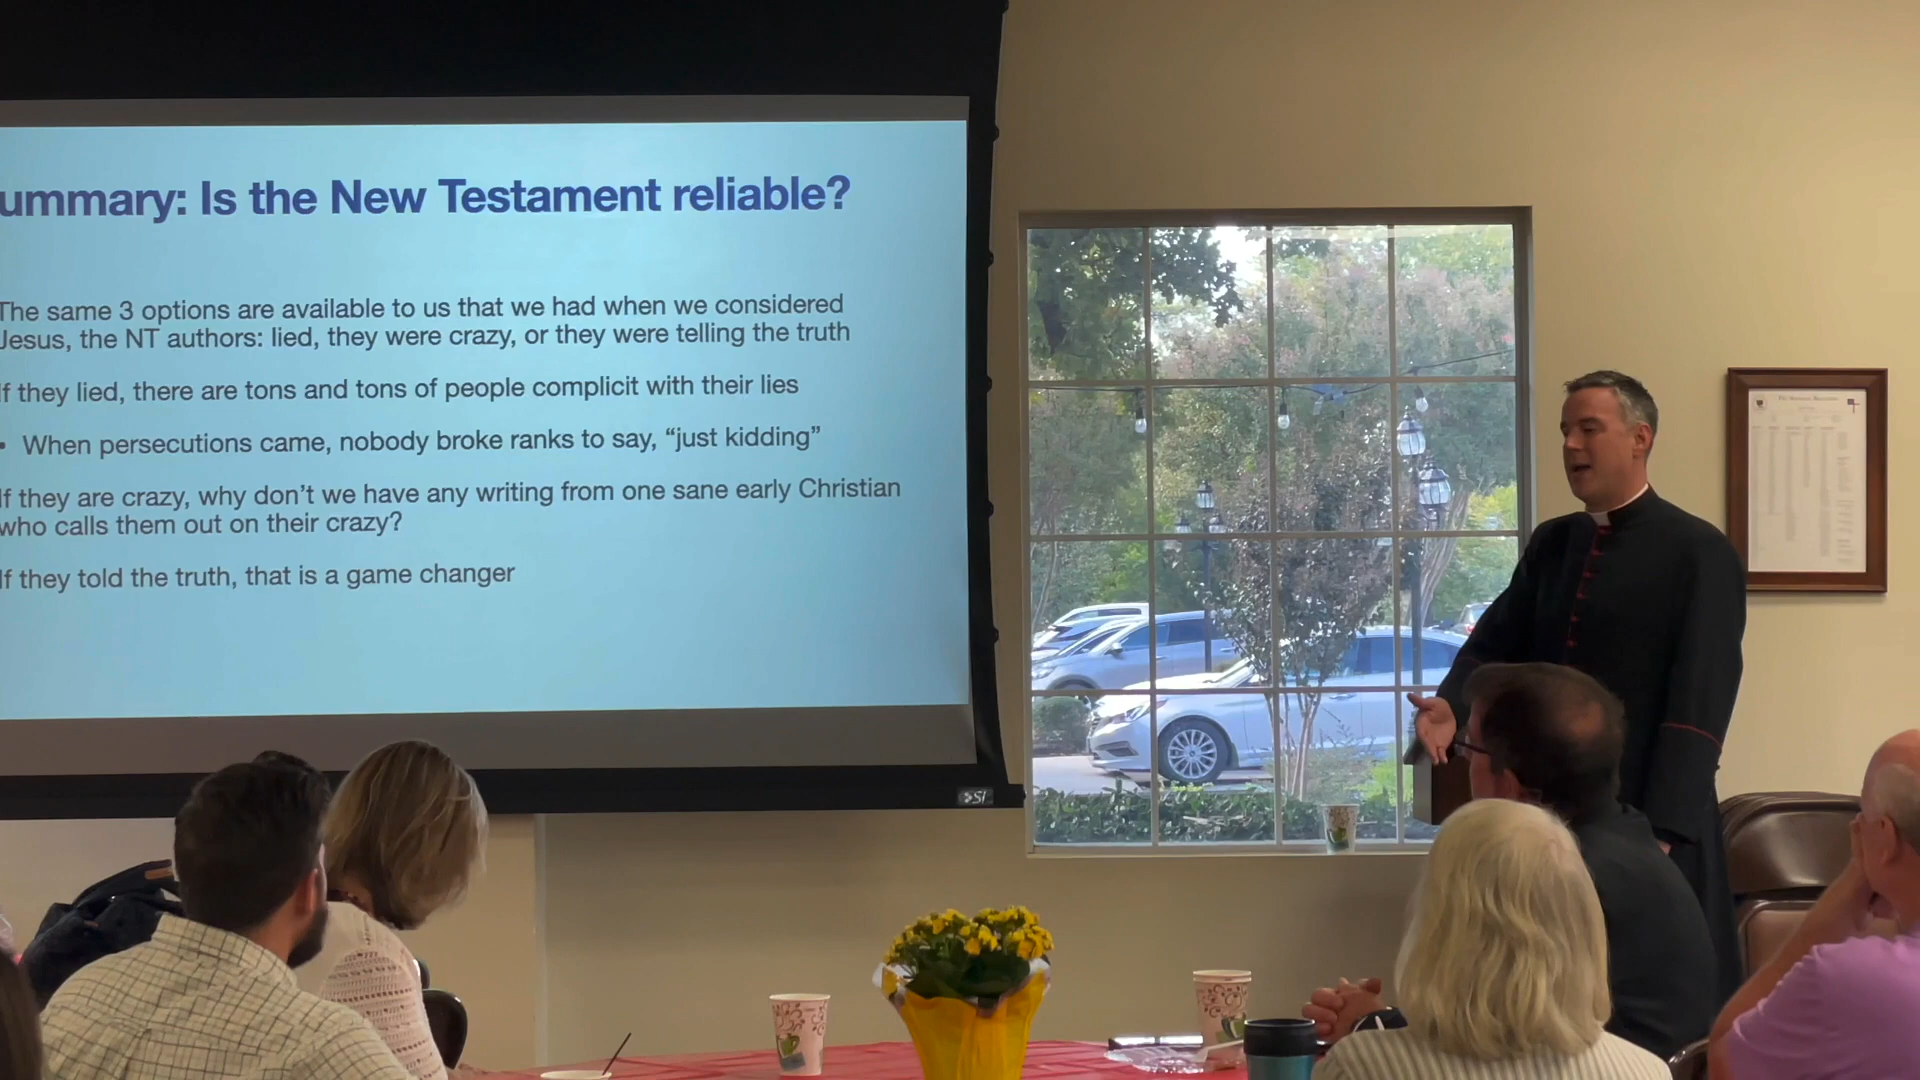 ummary: Is the New Testament reliable?
The same 3 options are available to us that we had when we considered
Jesus, the NT authors: lied, they were crazy, or they were telling the truth
If they lied, there are tons and tons of people complicit with their lies
• When persecutions came, nobody broke ranks to say, “just kidding”
If they are crazy, why don’t we have any writing from one sane early Christian
who calls them out on their crazy?
If they told the truth, that is a game changer